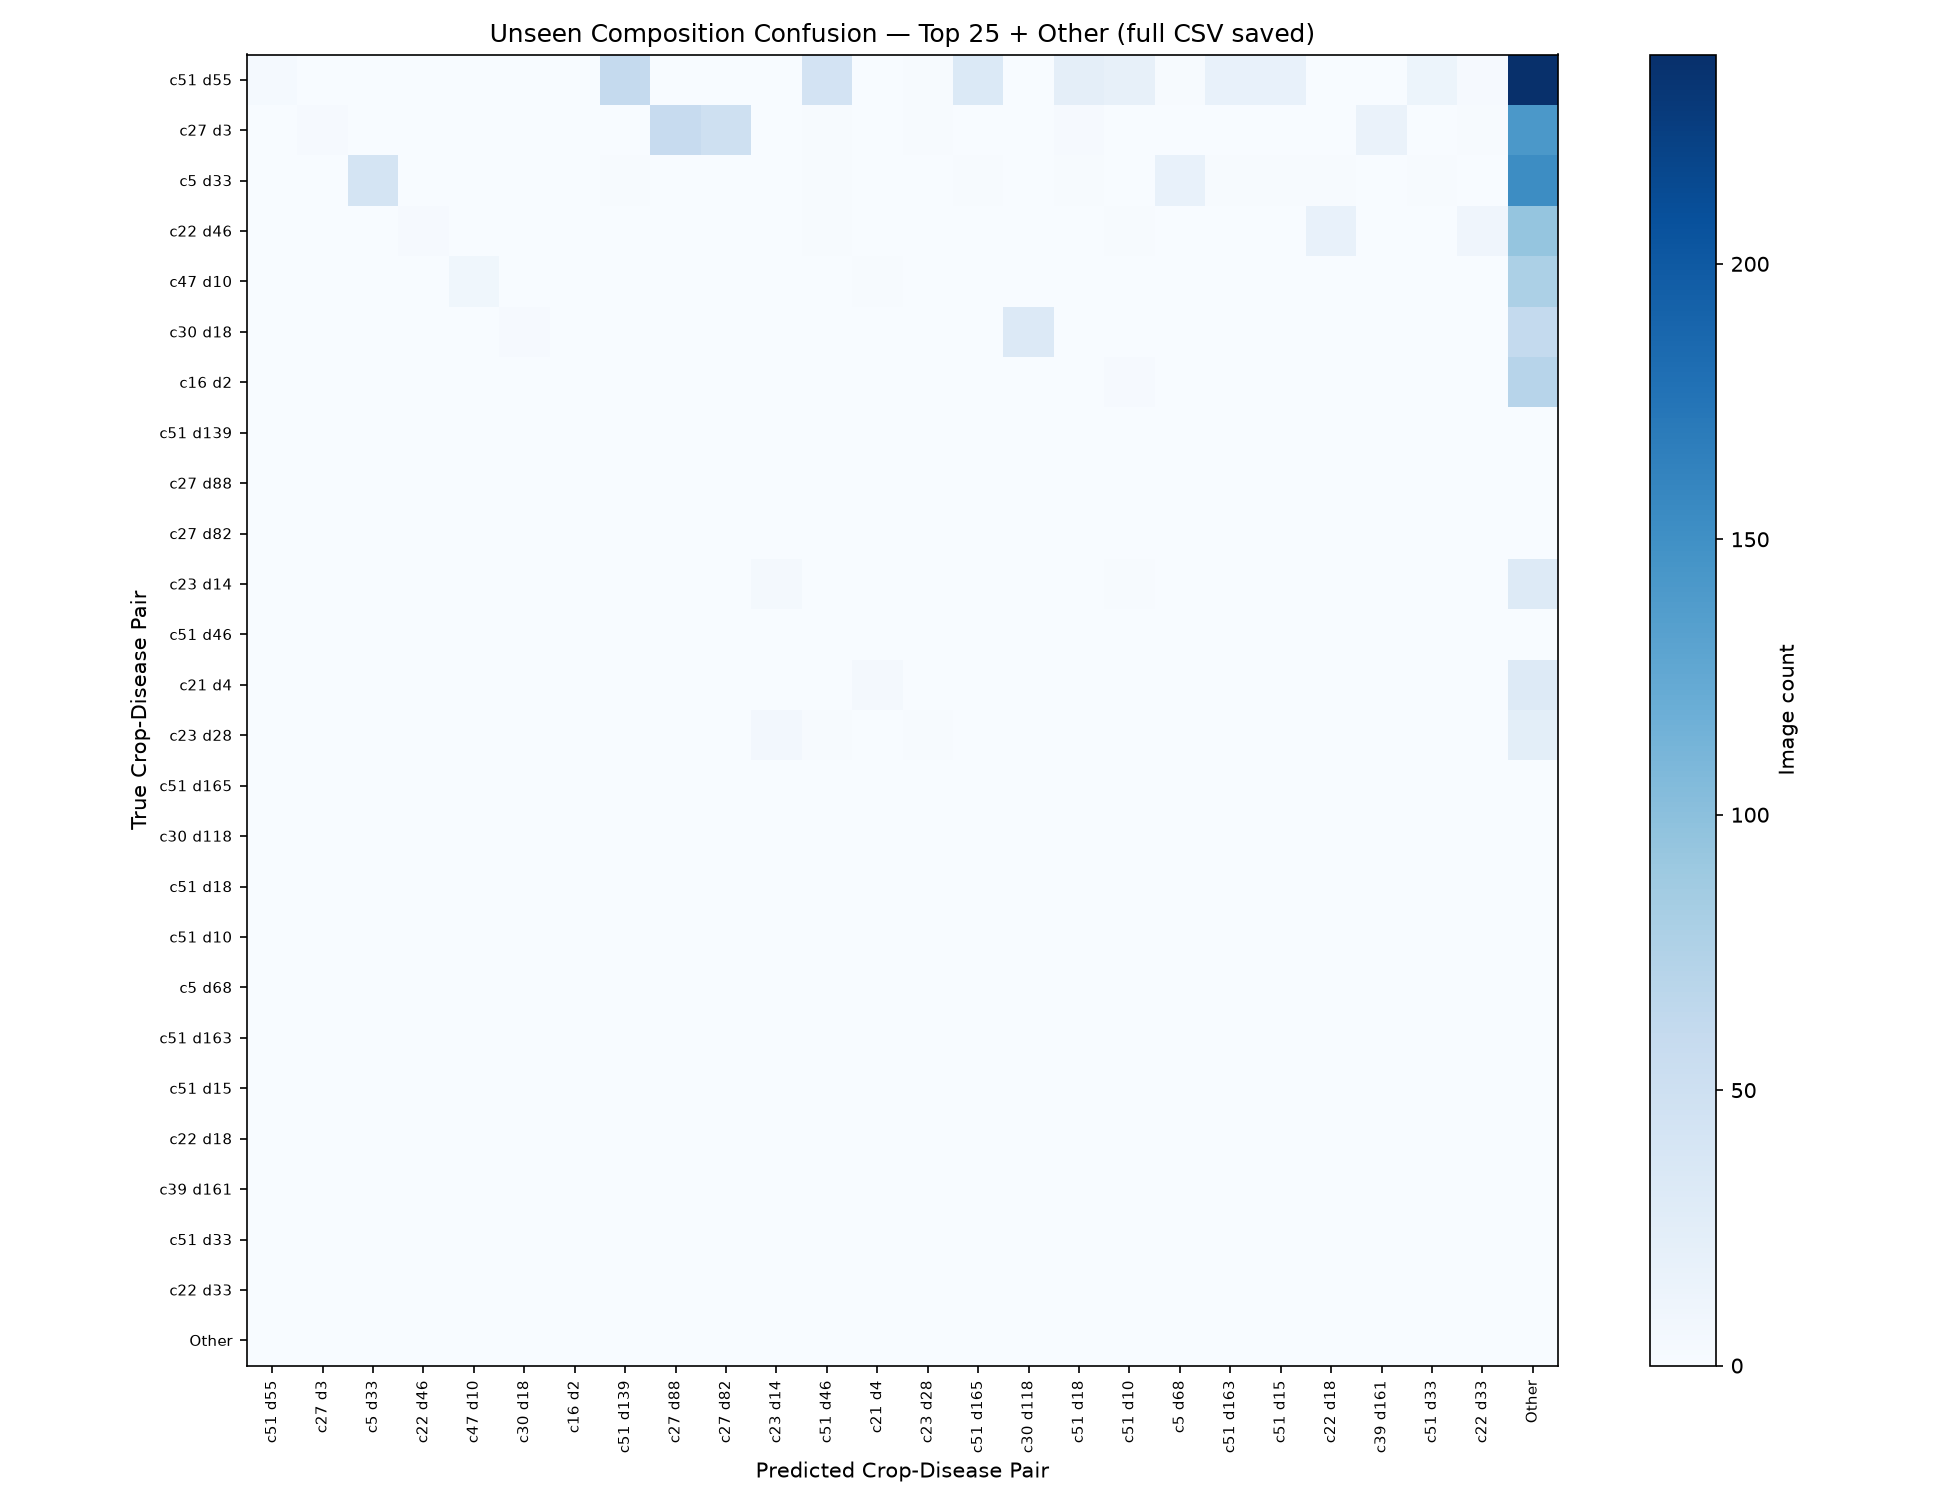 Unseen Composition Confusion — Top 25 + Other (full CSV saved)
True Crop-Disease Pair
c51 d55
c27 d3
c5 d33
c22 d46
c47 d10
c30 d18
c16 d2
c51 d139
c27 d88
c27 d82
c23 d14
c51 d46
c21 d4
c23 d28
c51 d165
c30 d118
c51 d18
c51 d10
c5 d68
c51 d163
c51 d15
c22 d18
c39 d161
c51 d33
c22 d33
Other
c51 d55
c27 d3
c5 d33
c22 d46
c47 d10
c30 d18
c16 d2
c51 d139
c27 d88
c27 d82
c23 d14
c51 d46
c21 d4
c23 d28
c51 d165
c30 d118
c51 d18
c51 d10
c5 d68
c51 d163
c51 d15
c22 d18
c39 d161
c51 d33
c22 d33
Other
Predicted Crop-Disease Pair
200
150
100
50
0
Image count